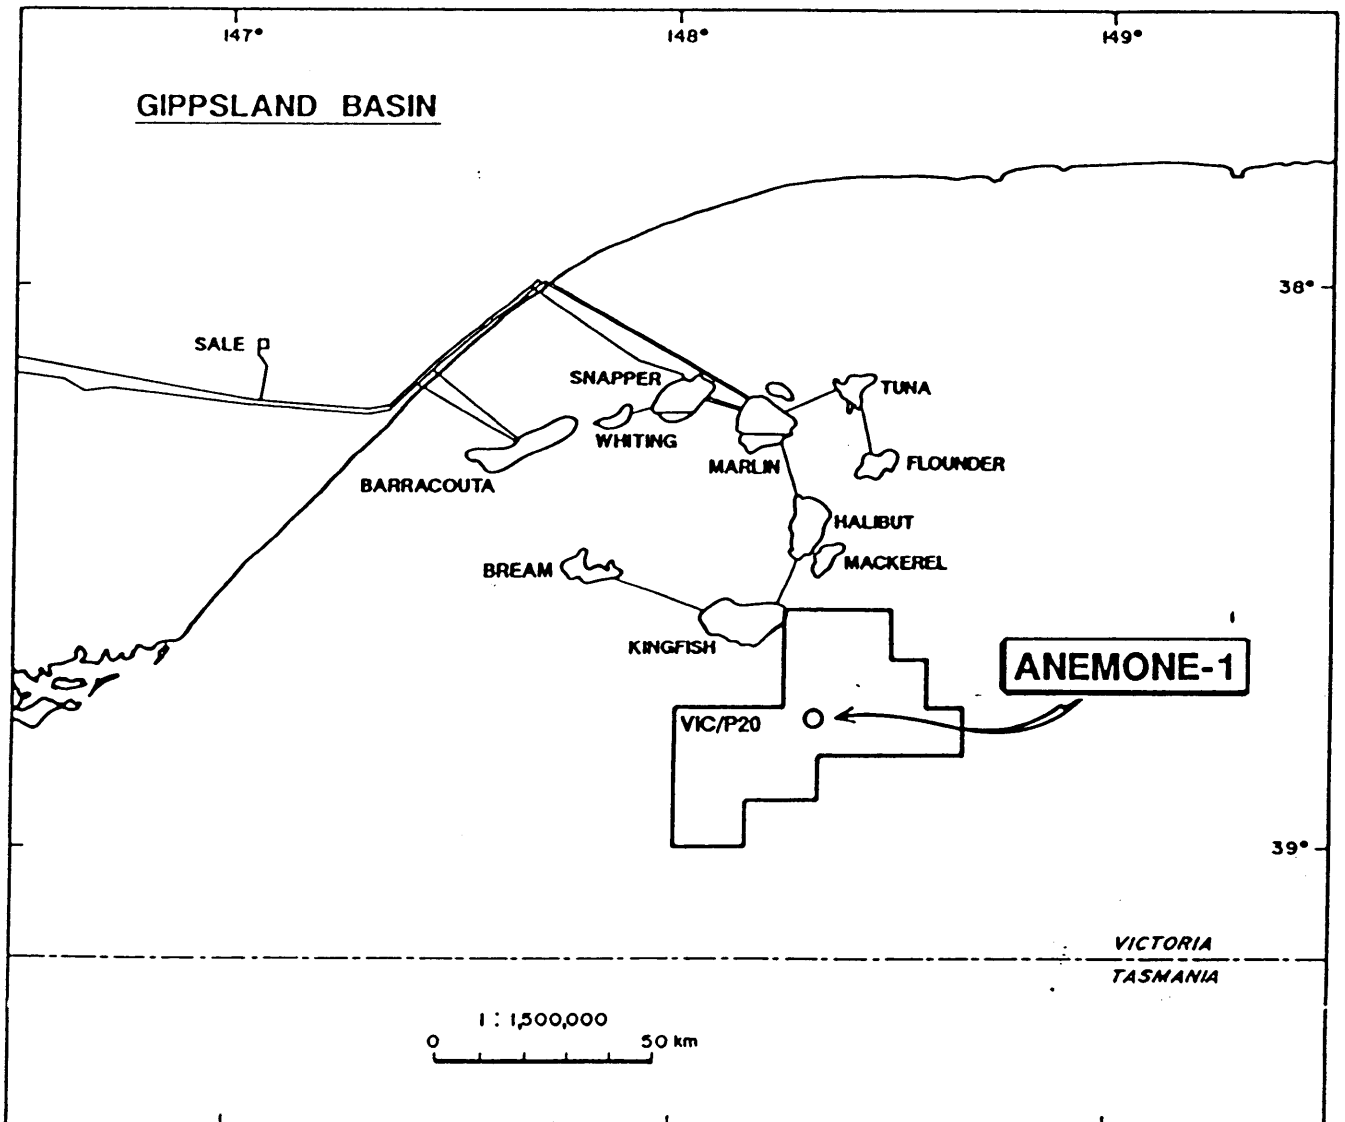 147°
148°
149°
GIPPSLAND BASIN
38°
SALE
SNAPPER
TUNA
WHITING
MARLIN
FLOUNDER
BARRACOUTA
HALIBUT
BREAM
MACKEREL
KINGFISH
ANEMONE-1
VIC/P20
39°
VICTORIA
TASMANIA
1 : 1,500,000
0
50 km